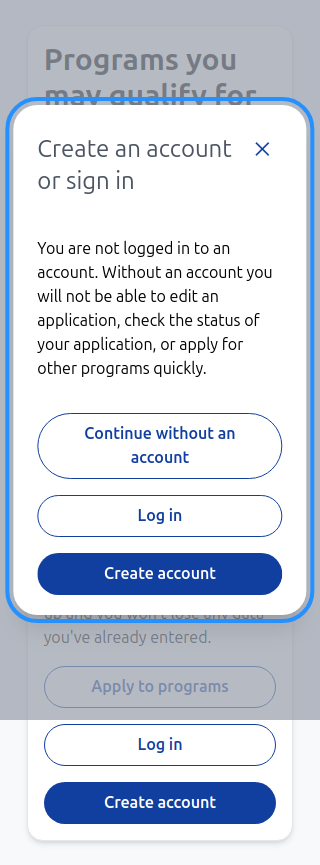 Programs you
may qualify for
Create an account
or sign in
You are not logged in to an
account. Without an account you
will not be able to edit an
application, check the status of
your application, or apply for
other programs quickly.
Continue without an
account
Log in
Create account
you've already entered.
Apply to programs
Log in
Create account